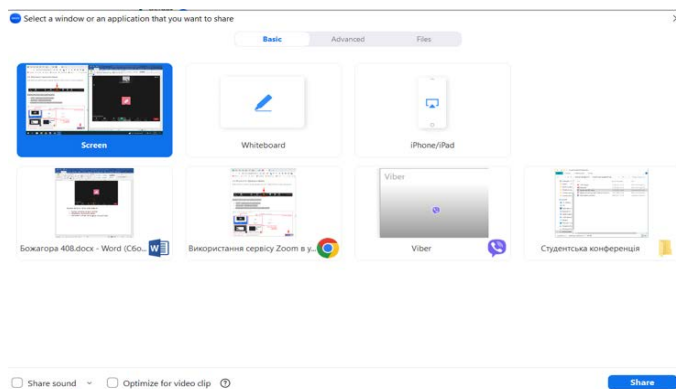 Select a window or an application that you want to share
Basic Advanced Files
Screen
Whiteboard
iPhone/iPad
Viber
Божагора 408.docx - Word (Сбо...
Використання сервісу Zoom в у...
Viber
Студентська конференція
Share sound
Optimize for video clip
Share